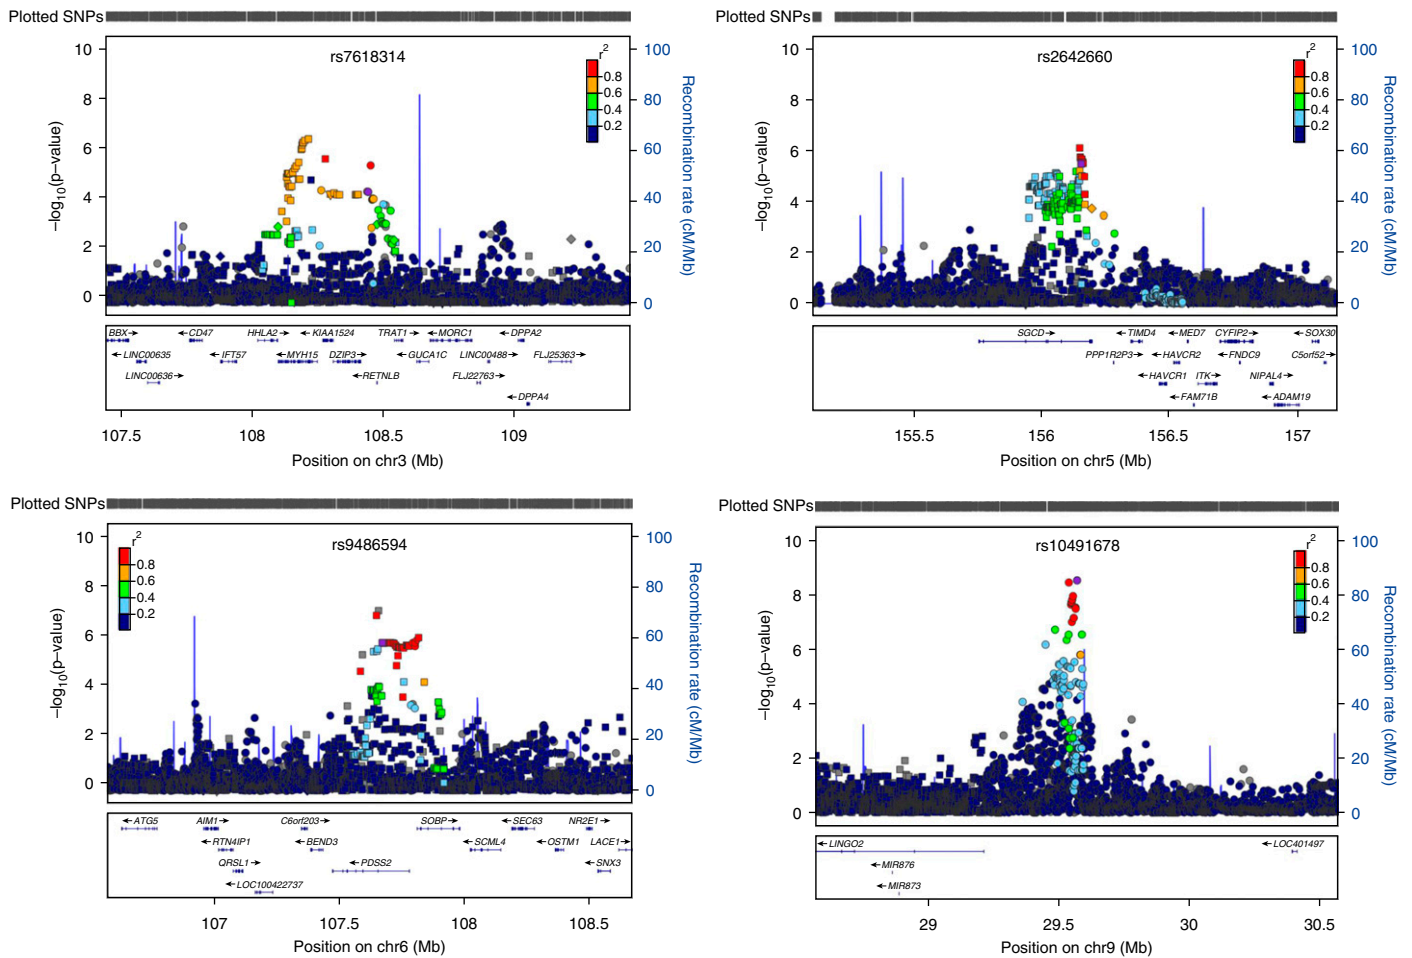 Plotted SNPs
rs7618314
r2
0.8
0.6
0.4
0.2
10
8
6
4
2
0
–log10(p–value)
100
80
60
40
20
0
Recombination rate (cM/Mb)
BBX→ ←CD47 HHLA2→ ←KIAA1524 TRAT1→ ←MORC1 ←DPPA2
←LINC00635 ←IFT57 ←MYH15 DZIP3→ ←GUCA1C LINC00488→ FLJ25363→
LINC00636→ ←RETNLB FLJ22763→
←DPPA4
107.5 108 108.5 109
Position on chr3 (Mb)
Plotted SNPs
rs2642660
r2
0.8
0.6
0.4
0.2
10
8
6
4
2
0
–log10(p–value)
100
80
60
40
20
0
Recombination rate (cM/Mb)
SGCD→ ←TIMD4 ←MED7 CYFIP2→ ←SOX30
PPP1R2P3→ ←HAVCR2 ←FNDC9 C5orf52→
←HAVCR1 ITK→ NIPAL4→
←FAM71B ←ADAM19
155.5 156 156.5 157
Position on chr5 (Mb)
Plotted SNPs
rs9486594
r2
0.8
0.6
0.4
0.2
10
8
6
4
2
0
–log10(p–value)
100
80
60
40
20
0
Recombination rate (cM/Mb)
←ATG5 AIM1→ C6orf203→ SOBP→ ←SEC63 NR2E1→ LACE1→
←RTN4IP1 ←BEND3 ←SCML4 ←OSTM1
QRSL1→ ←PDSS2 ←SNX3
←LOC100422737
107 107.5 108 108.5
Position on chr6 (Mb)
Plotted SNPs
rs10491678
r2
0.8
0.6
0.4
0.2
10
8
6
4
2
0
–log10(p–value)
100
80
60
40
20
0
Recombination rate (cM/Mb)
←LINGO2 ←LOC401497
←MIR876
←MIR873
29 29.5 30 30.5
Position on chr9 (Mb)